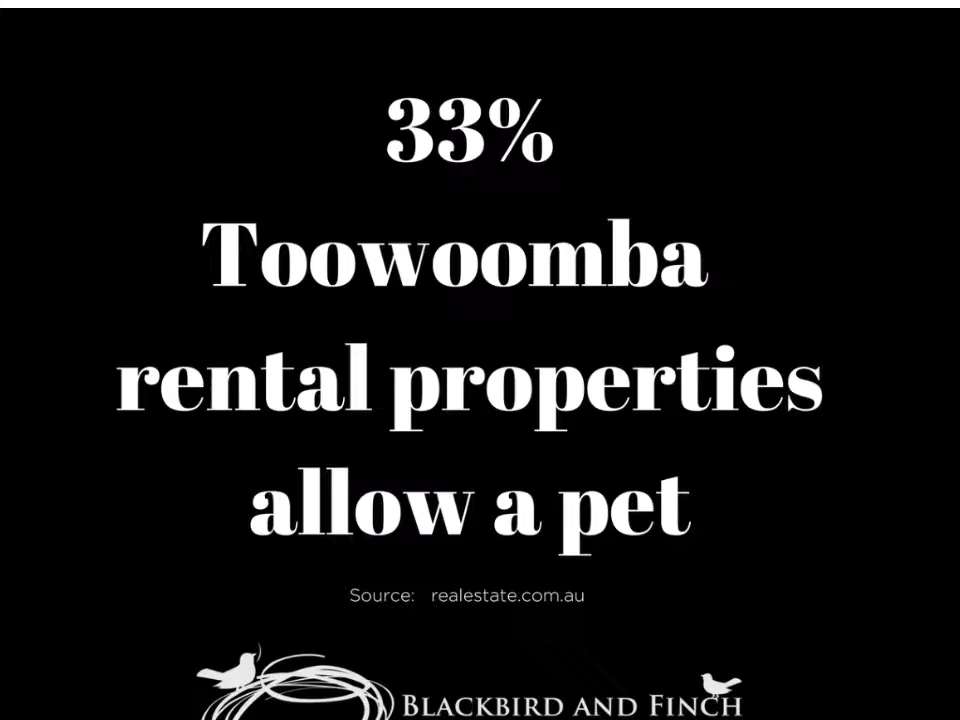 33%
Toowoomba
rental properties
allow a pet
Source: realestate.com.au
BLACKBIRD AND FINCH